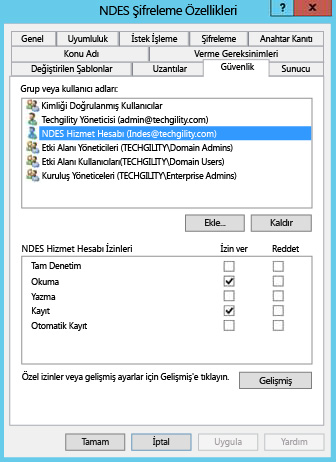 NDES Şifreleme Özellikleri
?
Genel Uyumluluk İstek İşleme Şifreleme Anahtar Kanıtı
Konu Adı Verme Gereksinimleri
Değiştirilen Şablonlar Uzantılar Güvenlik Sunucu
Grup veya kullanıcı adları:
Kimliği Doğrulanmış Kullanıcılar
Techgility Yöneticisi (admin@techgility.com)
NDES Hizmet Hesabı (Indes@techgility.com)
Etki Alanı Yöneticileri (TECHGILITY\Domain Admins)
Etki Alanı Kullanıcıları(TECHGILITY\Domain Users)
Kuruluş Yöneticileri (TECHGILITY\Enterprise Admins)
Ekle... Kaldır
NDES Hizmet Hesabı İzinleri İzin ver Reddet
Tam Denetim
Okuma
Yazma
Kayıt
Otomatik Kayıt
Özel izinler veya gelişmiş ayarlar için Gelişmiş'e tıklayın. Gelişmiş
Tamam İptal Uygula Yardım